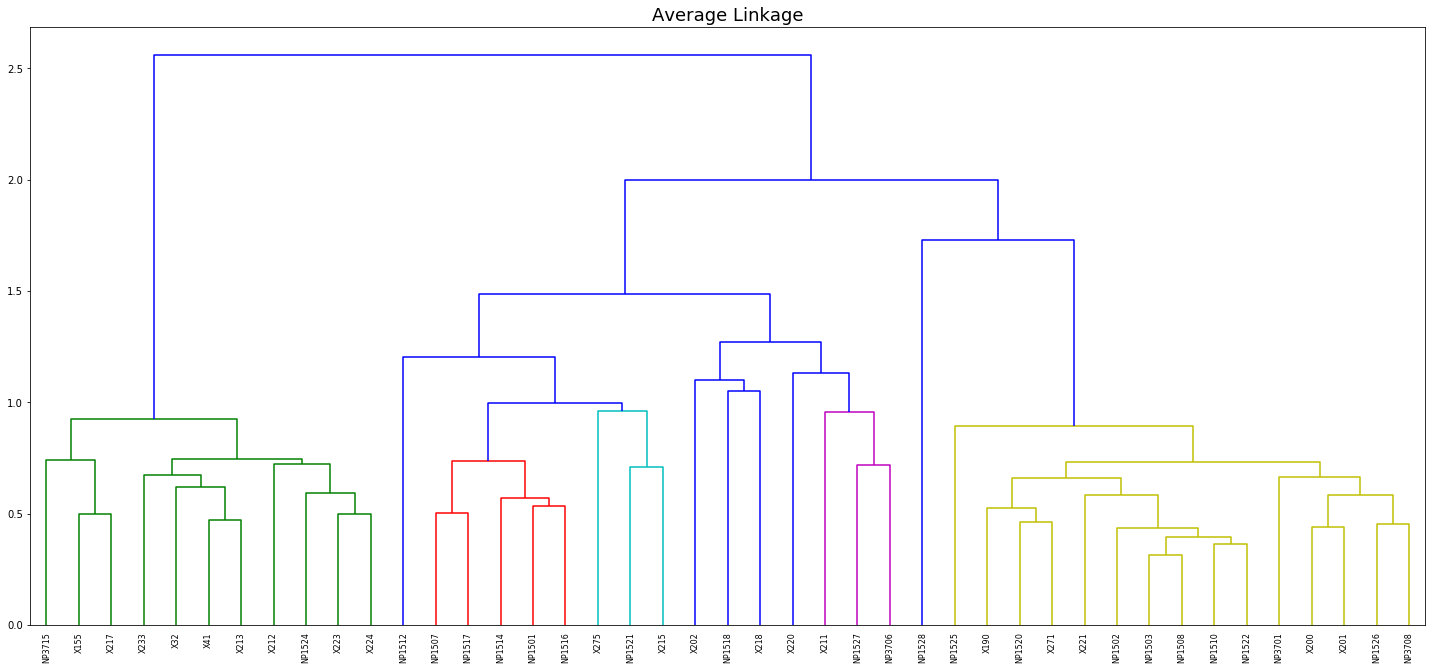 Average Linkage
2.5
2.0
1.5
1.0
0.5
0.0
NP3715
X155
X217
X233
X32
X41
X213
X212
NP1524
X223
X224
NP1512
NP1507
NP1517
NP1514
NP1501
NP1516
X275
NP1521
X215
X202
NP1518
X218
X220
X211
NP1527
NP3706
NP1528
NP1525
X190
NP1520
X271
X221
NP1502
NP1503
NP1508
NP1510
NP1522
NP3701
X200
X201
NP1526
NP3708